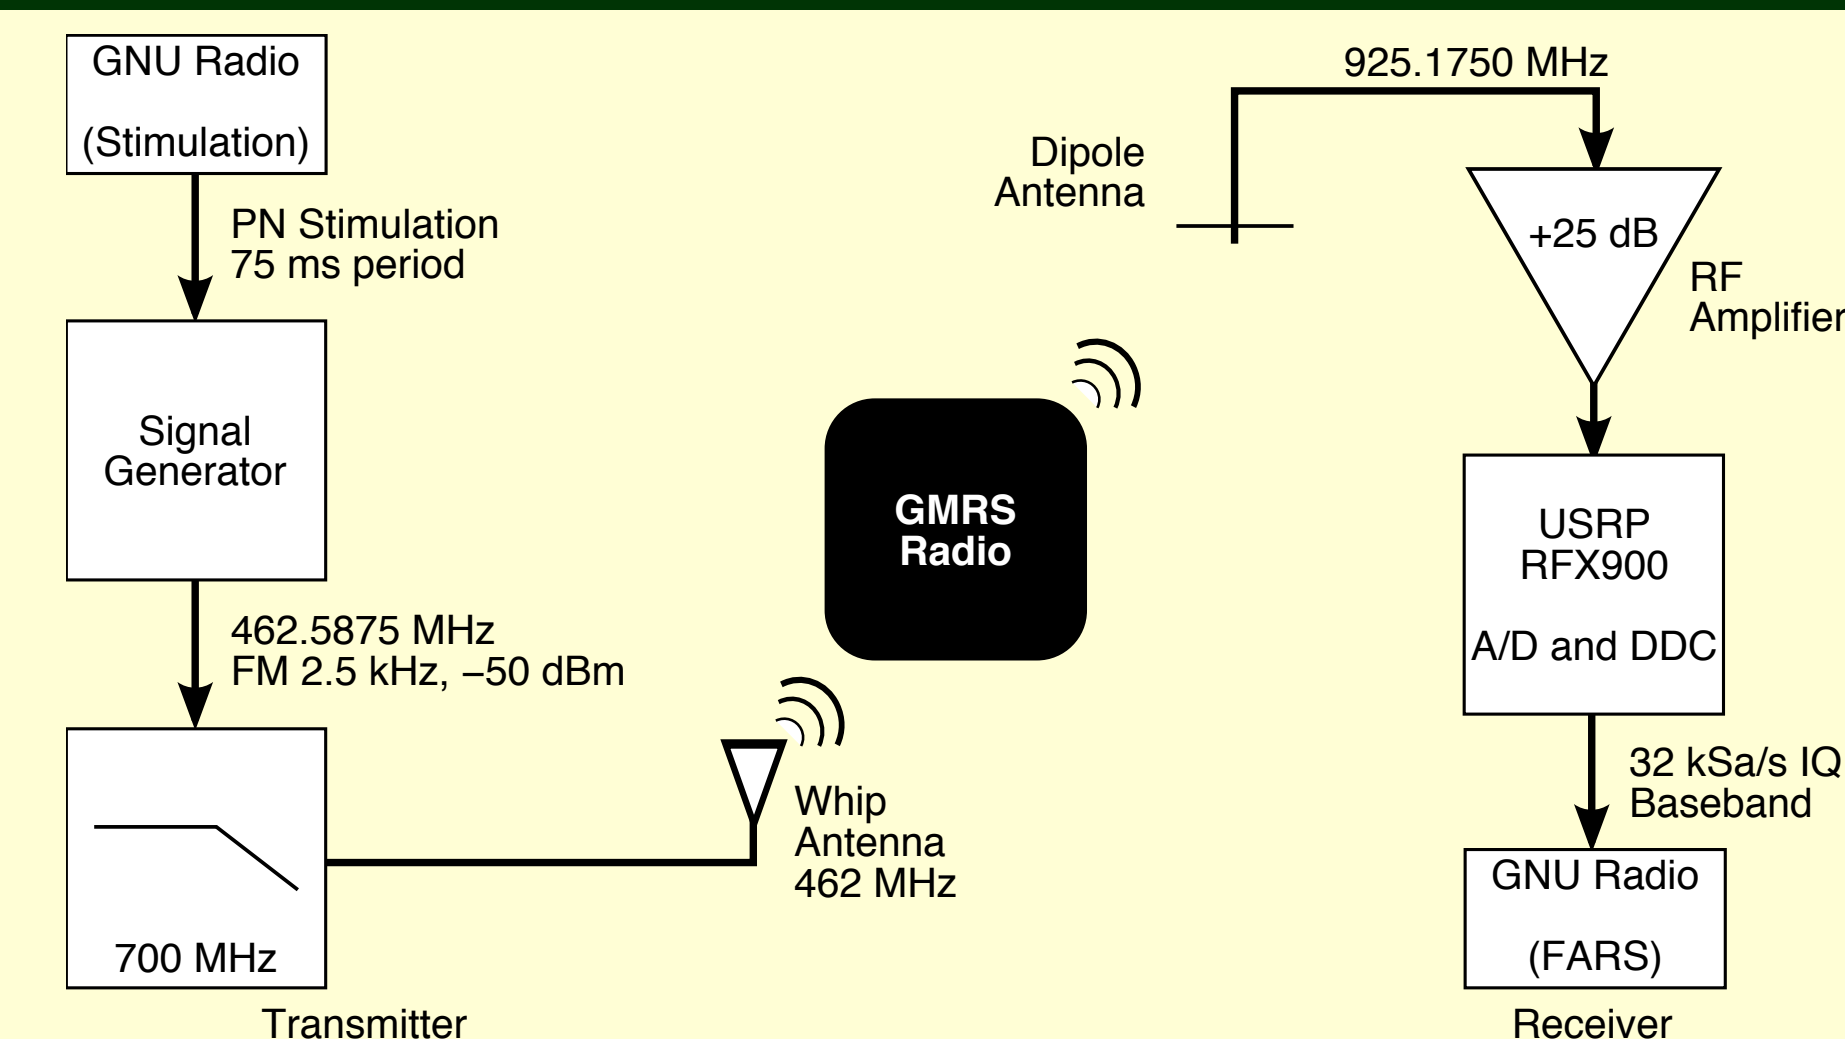 GNU Radio
(Stimulation)
PN Stimulation
75 ms period
Signal
Generator
462.5875 MHz
FM 2.5 kHz, −50 dBm
700 MHz
Transmitter
Whip
Antenna
462 MHz
GMRS
Radio
Dipole
Antenna
925.1750 MHz
+25 dB
RF
Amplifier
USRP
RFX900
A/D and DDC
32 kSa/s IQ
Baseband
GNU Radio
(FARS)
Receiver